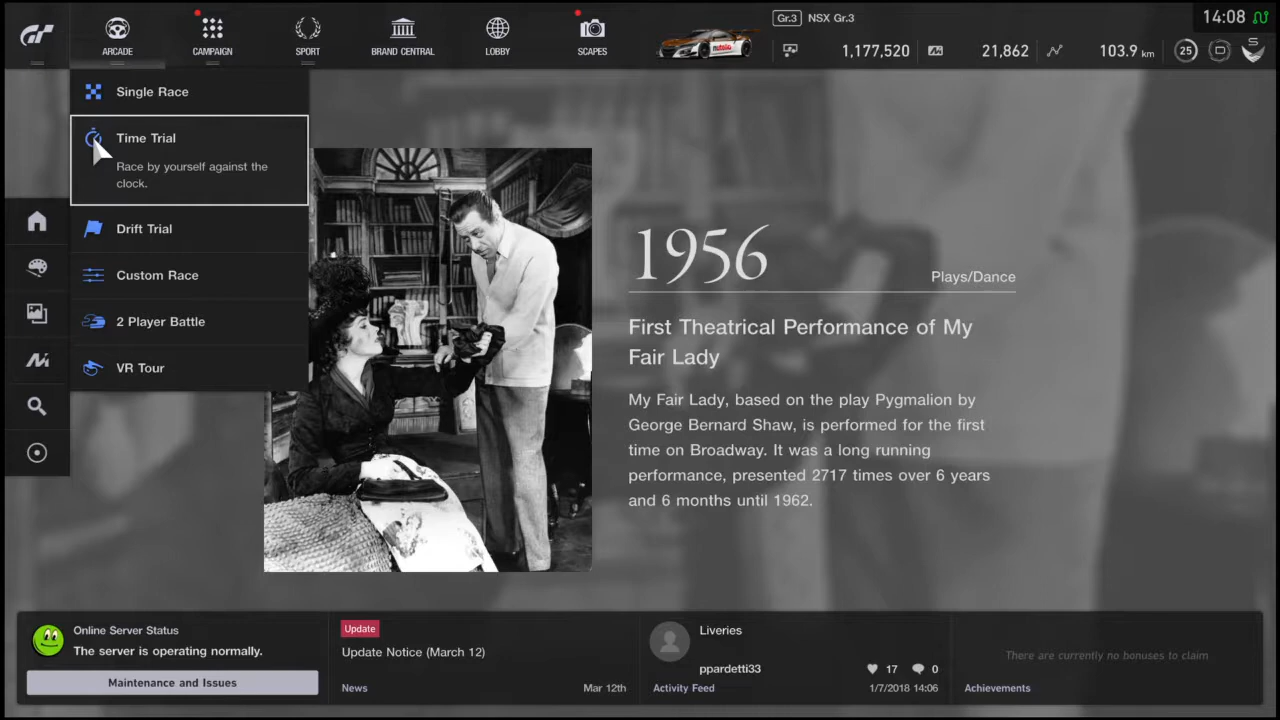 Gr.3 NSX Gr.3
14:08
ARCADE
CAMPAIGN
SPORT
BRAND CENTRAL
LOBBY
SCAPES
1,177,520
21,862
103.9 km
25
D
S
Single Race
Time Trial
Race by yourself against the
clock.
Drift Trial
Custom Race
2 Player Battle
VR Tour
1956
Plays/Dance
First Theatrical Performance of My
Fair Lady
My Fair Lady, based on the play Pygmalion by
George Bernard Shaw, is performed for the first
time on Broadway. It was a long running
performance, presented 2717 times over 6 years
and 6 months until 1962.
Online Server Status
The server is operating normally.
Maintenance and Issues
Update
Update Notice (March 12)
News
Mar 12th
Liveries
ppardetti33
17
0
Activity Feed
1/7/2018 14:06
There are currently no bonuses to claim
Achievements